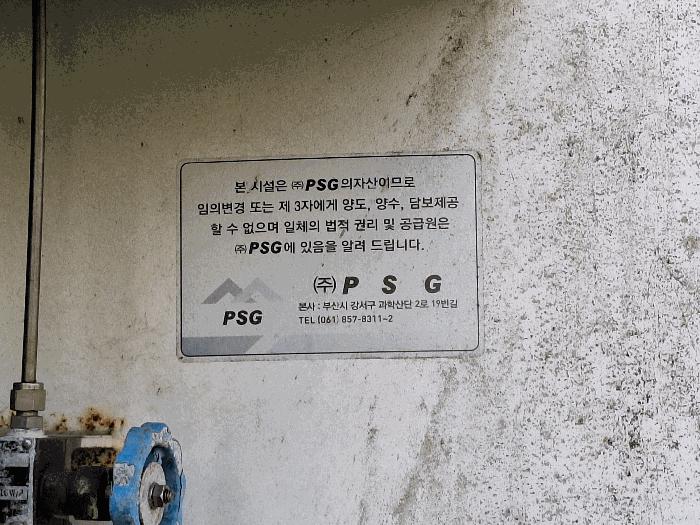 본 시설은 ㈜PSG의자산이므로
임의변경 또는 제 3자에게 양도, 양수, 담보제공
할 수 없으며 일체의 법적 권리 및 공급원은
㈜PSG에 있음을 알려 드립니다.
㈜ P S G
본사 : 부산시 강서구 과학산단 2로 19번길
TEL (061) 857-8311~2
PSG